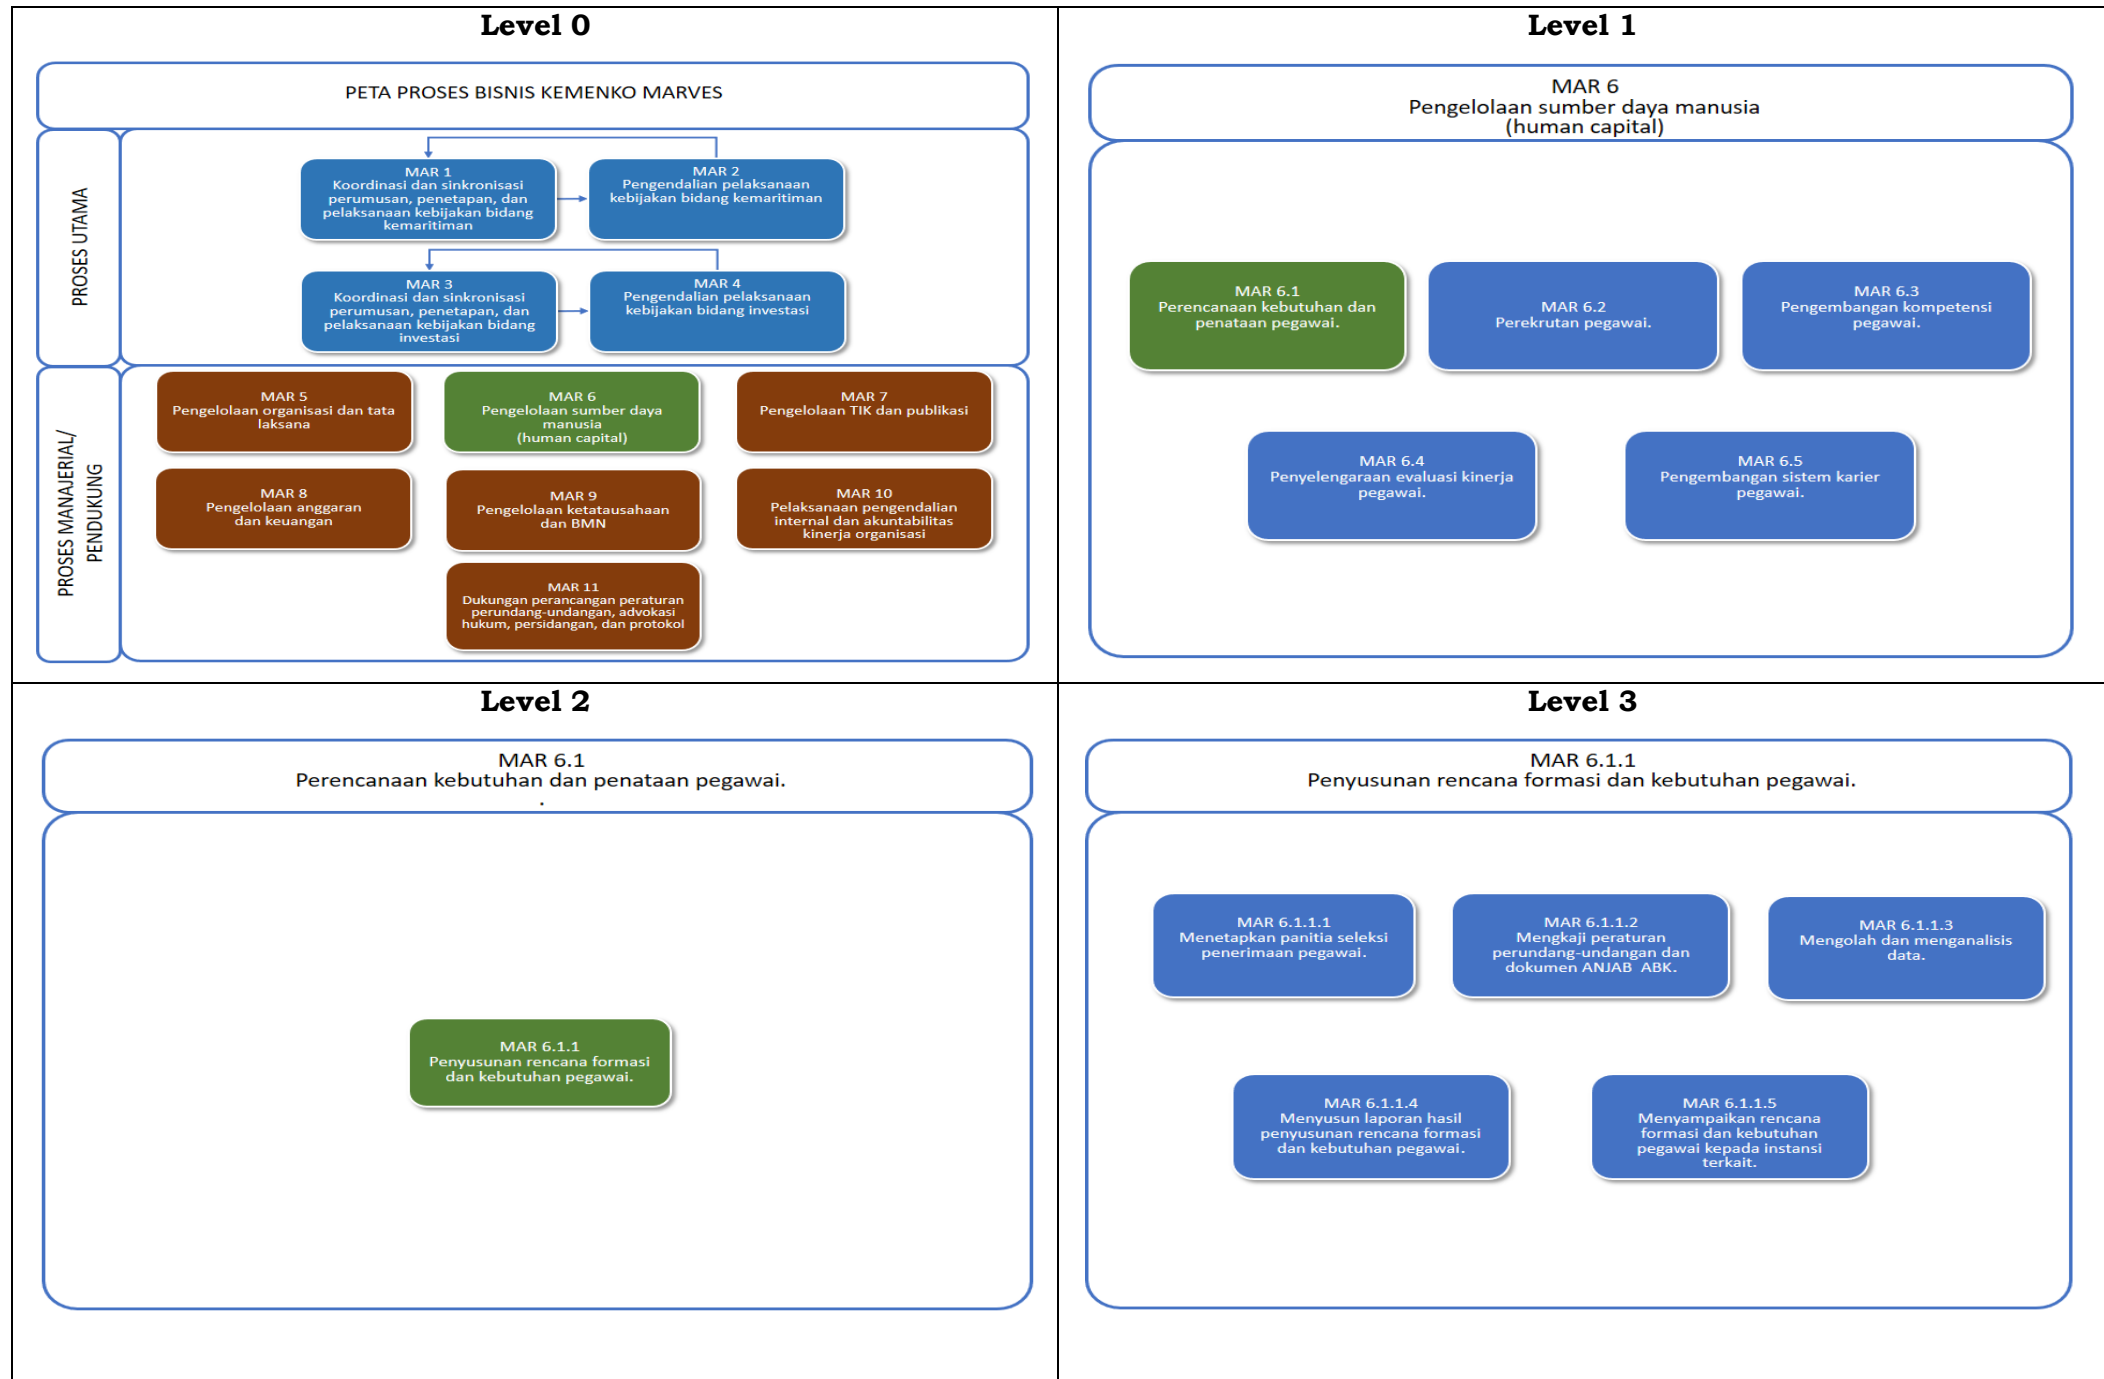 Level 0
PETA PROSES BISNIS KEMENKO MARVES
PROSES UTAMA
MAR 1
Koordinasi dan sinkronisasi
perumusan, penetapan, dan
pelaksanaan kebijakan bidang
kemaritiman
MAR 2
Pengendalian pelaksanaan
kebijakan bidang kemaritiman
MAR 3
Koordinasi dan sinkronisasi
perumusan, penetapan, dan
pelaksanaan kebijakan bidang
investasi
MAR 4
Pengendalian pelaksanaan
kebijakan bidang investasi
PROSES MANAJERIAL/
PENDUKUNG
MAR 5
Pengelolaan organisasi dan tata
laksana
MAR 6
Pengelolaan sumber daya
manusia
(human capital)
MAR 7
Pengelolaan TIK dan publikasi
MAR 8
Pengelolaan anggaran
dan keuangan
MAR 9
Pengelolaan ketatausahaan
dan BMN
MAR 10
Pelaksanaan pengendalian
internal dan akuntabilitas
kinerja organisasi
MAR 11
Dukungan perancangan peraturan
perundang-undangan, advokasi
hukum, persidangan, dan protokol
Level 1
MAR 6
Pengelolaan sumber daya manusia
(human capital)
MAR 6.1
Perencanaan kebutuhan dan
penataan pegawai.
MAR 6.2
Perekrutan pegawai.
MAR 6.3
Pengembangan kompetensi
pegawai.
MAR 6.4
Penyelengaraan evaluasi kinerja
pegawai.
MAR 6.5
Pengembangan sistem karier
pegawai.
Level 2
MAR 6.1
Perencanaan kebutuhan dan penataan pegawai.
.
MAR 6.1.1
Penyusunan rencana formasi
dan kebutuhan pegawai.
Level 3
MAR 6.1.1
Penyusunan rencana formasi dan kebutuhan pegawai.
MAR 6.1.1.1
Menetapkan panitia seleksi
penerimaan pegawai.
MAR 6.1.1.2
Mengkaji peraturan
perundang-undangan dan
dokumen ANJAB  ABK.
MAR 6.1.1.3
Mengolah dan menganalisis
data.
MAR 6.1.1.4
Menyusun laporan hasil
penyusunan rencana formasi
dan kebutuhan pegawai.
MAR 6.1.1.5
Menyampaikan rencana
formasi dan kebutuhan
pegawai kepada instansi
terkait.